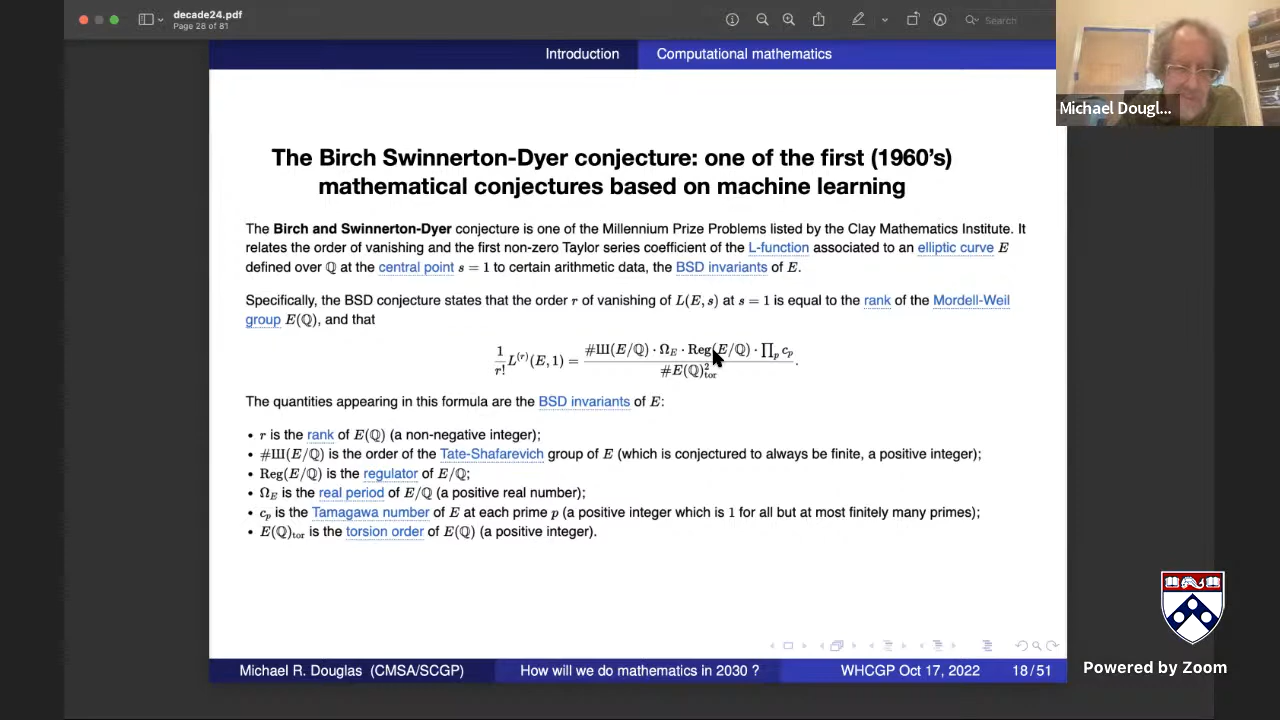 decade24.pdf
Page 28 of 81
Search
Introduction
Computational mathematics
Michael Dougl...
The Birch Swinnerton-Dyer conjecture: one of the first (1960's)
mathematical conjectures based on machine learning
The Birch and Swinnerton-Dyer conjecture is one of the Millennium Prize Problems listed by the Clay Mathematics Institute. It
relates the order of vanishing and the first non-zero Taylor series coefficient of the L-function associated to an elliptic curve E
defined over ℚ at the central point s = 1 to certain arithmetic data, the BSD invariants of E.
Specifically, the BSD conjecture states that the order r of vanishing of L(E, s) at s = 1 is equal to the rank of the Mordell-Weil
group E(ℚ), and that
1/r! L^(r)(E, 1) = #Ш(E/ℚ) · Ω_E · Reg(E/ℚ) · ∏_p c_p / #E(ℚ)²_tor .
The quantities appearing in this formula are the BSD invariants of E:
• r is the rank of E(ℚ) (a non-negative integer);
• #Ш(E/ℚ) is the order of the Tate-Shafarevich group of E (which is conjectured to always be finite, a positive integer);
• Reg(E/ℚ) is the regulator of E/ℚ;
• Ω_E is the real period of E/ℚ (a positive real number);
• c_p is the Tamagawa number of E at each prime p (a positive integer which is 1 for all but at most finitely many primes);
• E(ℚ)_tor is the torsion order of E(ℚ) (a positive integer).
Michael R. Douglas (CMSA/SCGP)
How will we do mathematics in 2030 ?
WHCGP Oct 17, 2022
18/51
Powered by Zoom